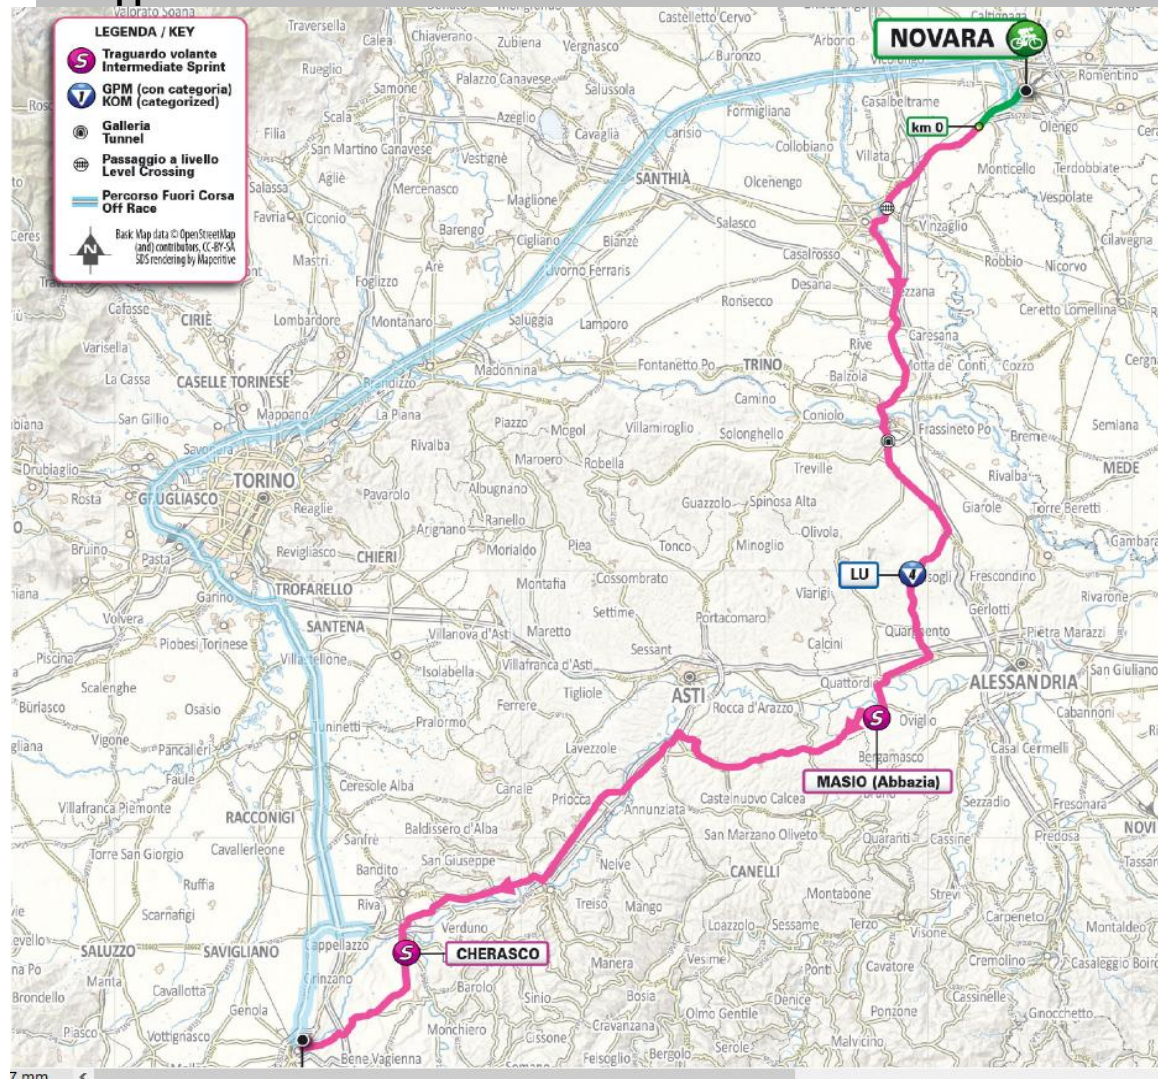 LEGENDA / KEY
Traguardo volante
Intermediate Sprint
GPM (con categoria)
KOM (categorized)
Galleria
Tunnel
Passaggio a livello
Level Crossing
Percorso Fuori Corsa
Off Race
Basic Map data © OpenStreetMap
(and) contributors, CC-BY-SA
SDS rendering by Maperitive
N
Traversella
Calea
Chiaverano
Zubiena
Vergnasco
Castelletto Cervo
Buronzo
Arborio
NOVARA
Romentino
Rueglio
Samone
Palazzo Canavese
Salussola
Casalbeltrame
Scarmagno
Azeglio
Formigliana
km 0
Olengo
Filia
Cavaglià
Carisio
Collobiano
San Martino Canavese
Vestignè
Villata
Monticello
Terdobbiate
Salassa
Agliè
Mercenasco
SANTHIÀ
Olcenengo
Vespolate
Favria
Ciconio
Maglione
Salasco
Vinzaglio
Ceres
Barengo
Cigliano
Bianzè
Cilavegna
Mastri
Arè
Livorno Ferraris
Casalrosso
Robbio
Nicorvo
Foglizzo
Desana
Cafasse
CIRIÈ
Lombardore
Montanaro
Saluggia
Lamporo
Ronsecco
Ceretto Lomellina
Varisella
Caresana
Rive
La Cassa
CASELLE TORINESE
Brandizzo
Madonnina
Fontanetto Po
TRINO
Balzola
Motta de' Conti
Cozzo
San Gillio
Mappano
La Piana
Camino
Piazzo
Mogol
Villamiroglio
Coniolo
Rivalba
Solonghello
Frassineto Po
Breme
Semiana
Drubiaglio
Savonera
Maroero
Robella
Treville
Rivalba
MEDE
Rosta
GRUGLIASCO
TORINO
Pavarolo
Albugnano
Reaglie
Guazzolo
Spinosa Alta
Giarole
Torre Beretti
Ranello
Arignano
Bruino
Pasta
Revigliasco
CHIERI
Morialdo
Piea
Tonco
Minoglio
Olivola
Gambara
Garino
TROFARELLO
Montafia
Cossombrato
LU
4
Frescondino
Viarigi
Rivarone
Volvera
Settime
Portacomaro
Gerlotti
SANTENA
Piobesi Torinese
Villanova d'Asti
Maretto
Calcini
Quargnento
Pietra Marazzi
Piscina
Villastellone
Isolabella
Sessant
Villafranca d'Asti
San Giuliano
Scalenghe
Tigliole
ASTI
Quattordio
ALESSANDRIA
Osasio
Ferrere
Rocca d'Arazzo
S
Oviglio
Cabannoni
Vigone
Tuninetti
Pralormo
Pancalieri
Lavezzole
Bergamasco
Casal Cermelli
Faule
MASIO (Abbazia)
Ceresole Alba
Canale
Priocca
Villafranca Piemonte
Annunziata
Castelnuovo Calcea
Sezzadio
Fresonara
RACCONIGI
Baldissero d'Alba
San Marzano Oliveto
Quaranti
Cassine
Predosa
NOVI
Sanfrè
Cavallerleone
Torre San Giorgio
San Giuseppe
Neive
CANELLI
Bandito
Ruffia
Riva
Treiso
Mango
Montabone
Strevi
Scarnafigi
Verduno
Loazzolo
Sessame
Terzo
Carpeneto
Visone
Montaldeo
SALUZZO
SAVIGLIANO
Cappellazzo
S
CHERASCO
Manera
Vesime
Cremolino
Casaleggio Boiro
Manta
Ponti
Cavatore
Brondello
Cavallotta
Barolo
Sinio
Bosia
Denice
Cassinelle
Genola
Olmo Gentile
Ponzone
Piasco
Vottignasco
Monchiero
Cravanzana
Cissone
Ginocchetto
Malvicino
Bene Vagienna
Feisoglio
Bergolo
Serole
7 mm